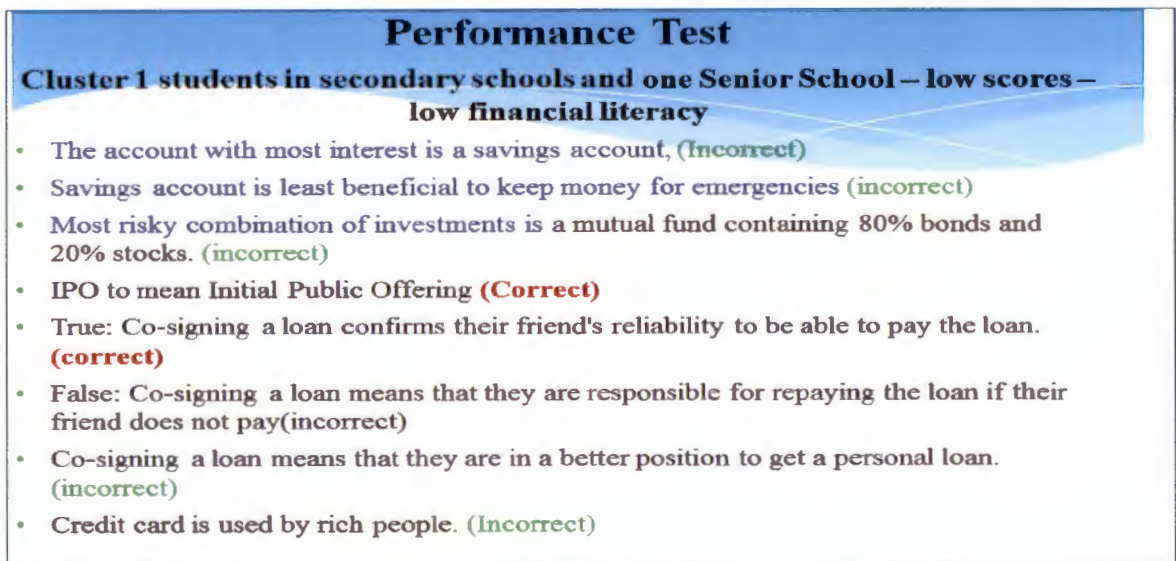 Performance Test
Cluster 1 students in secondary schools and one Senior School – low scores –
low financial literacy
• The account with most interest is a savings account, (Incorrect)
• Savings account is least beneficial to keep money for emergencies (incorrect)
• Most risky combination of investments is a mutual fund containing 80% bonds and
20% stocks. (incorrect)
• IPO to mean Initial Public Offering (Correct)
• True: Co-signing a loan confirms their friend's reliability to be able to pay the loan.
(correct)
• False: Co-signing a loan means that they are responsible for repaying the loan if their
friend does not pay(incorrect)
• Co-signing a loan means that they are in a better position to get a personal loan.
(incorrect)
• Credit card is used by rich people. (Incorrect)